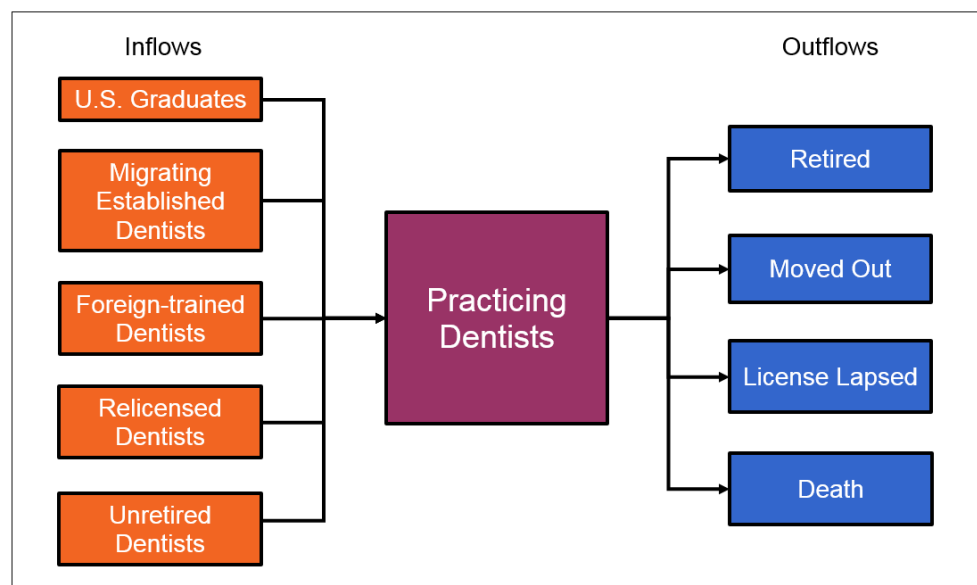 Inflows
U.S. Graduates
Migrating
Established
Dentists
Foreign-trained
Dentists
Relicensed
Dentists
Unretired
Dentists
Practicing
Dentists
Outflows
Retired
Moved Out
License Lapsed
Death